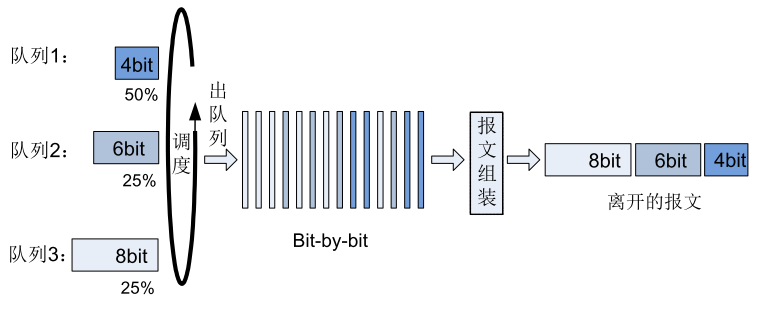 队列1：
4bit
50%
队列2：
6bit
25%
队列3：
8bit
25%
调度
出队列
Bit-by-bit
报文组装
8bit
6bit
4bit
离开的报文